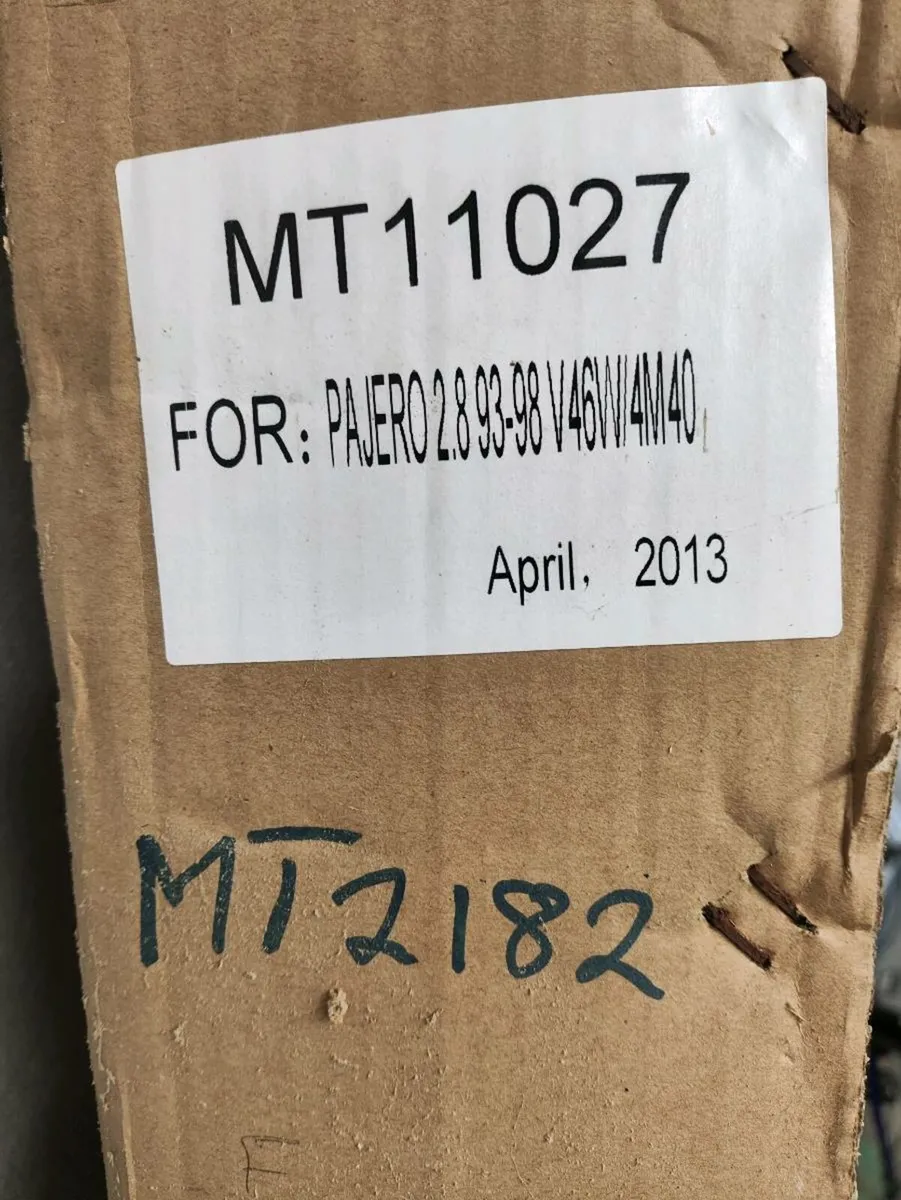 MT11027
FOR: PAJERO 2.8 93-98 V46W/4M40
April, 2013
MT2182
F